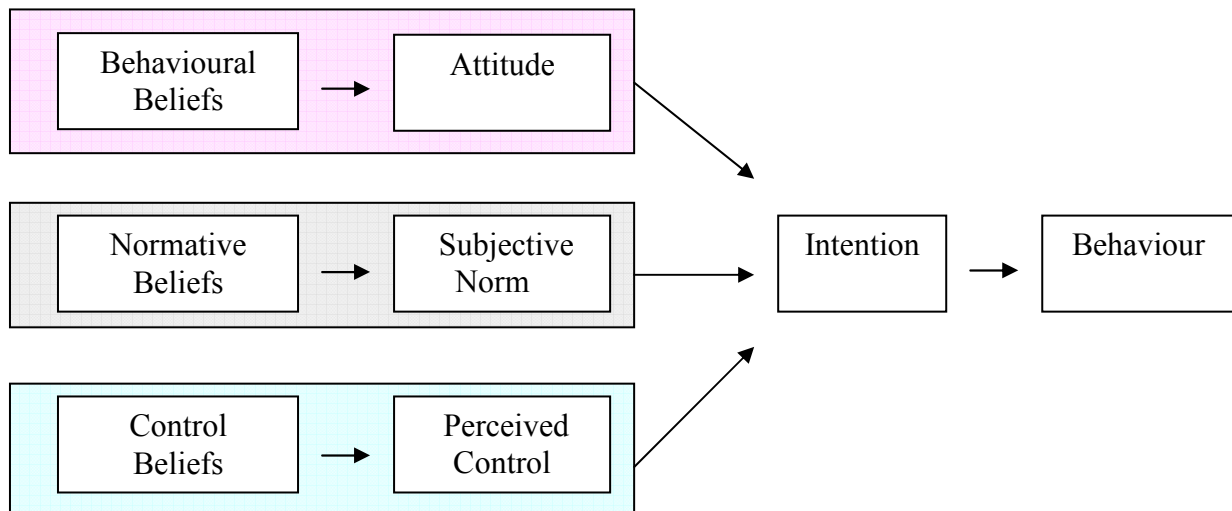 Behavioural
Beliefs
Attitude
Normative
Beliefs
Subjective
Norm
Intention
Behaviour
Control
Beliefs
Perceived
Control